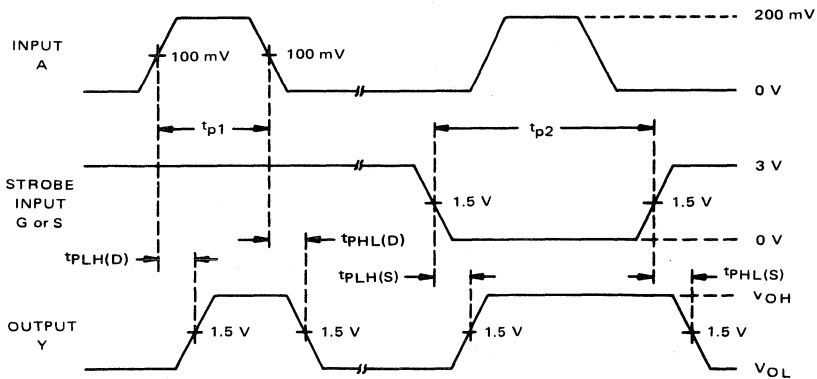 200 mV
INPUT
A
100 mV
100 mV
0 V
tp1
tp2
3 V
STROBE
INPUT
G or S
1.5 V
1.5 V
0 V
tPHL(D)
tPLH(D)
tPLH(S)
tPHL(S)
VOH
OUTPUT
Y
1.5 V
1.5 V
1.5 V
1.5 V
VOL